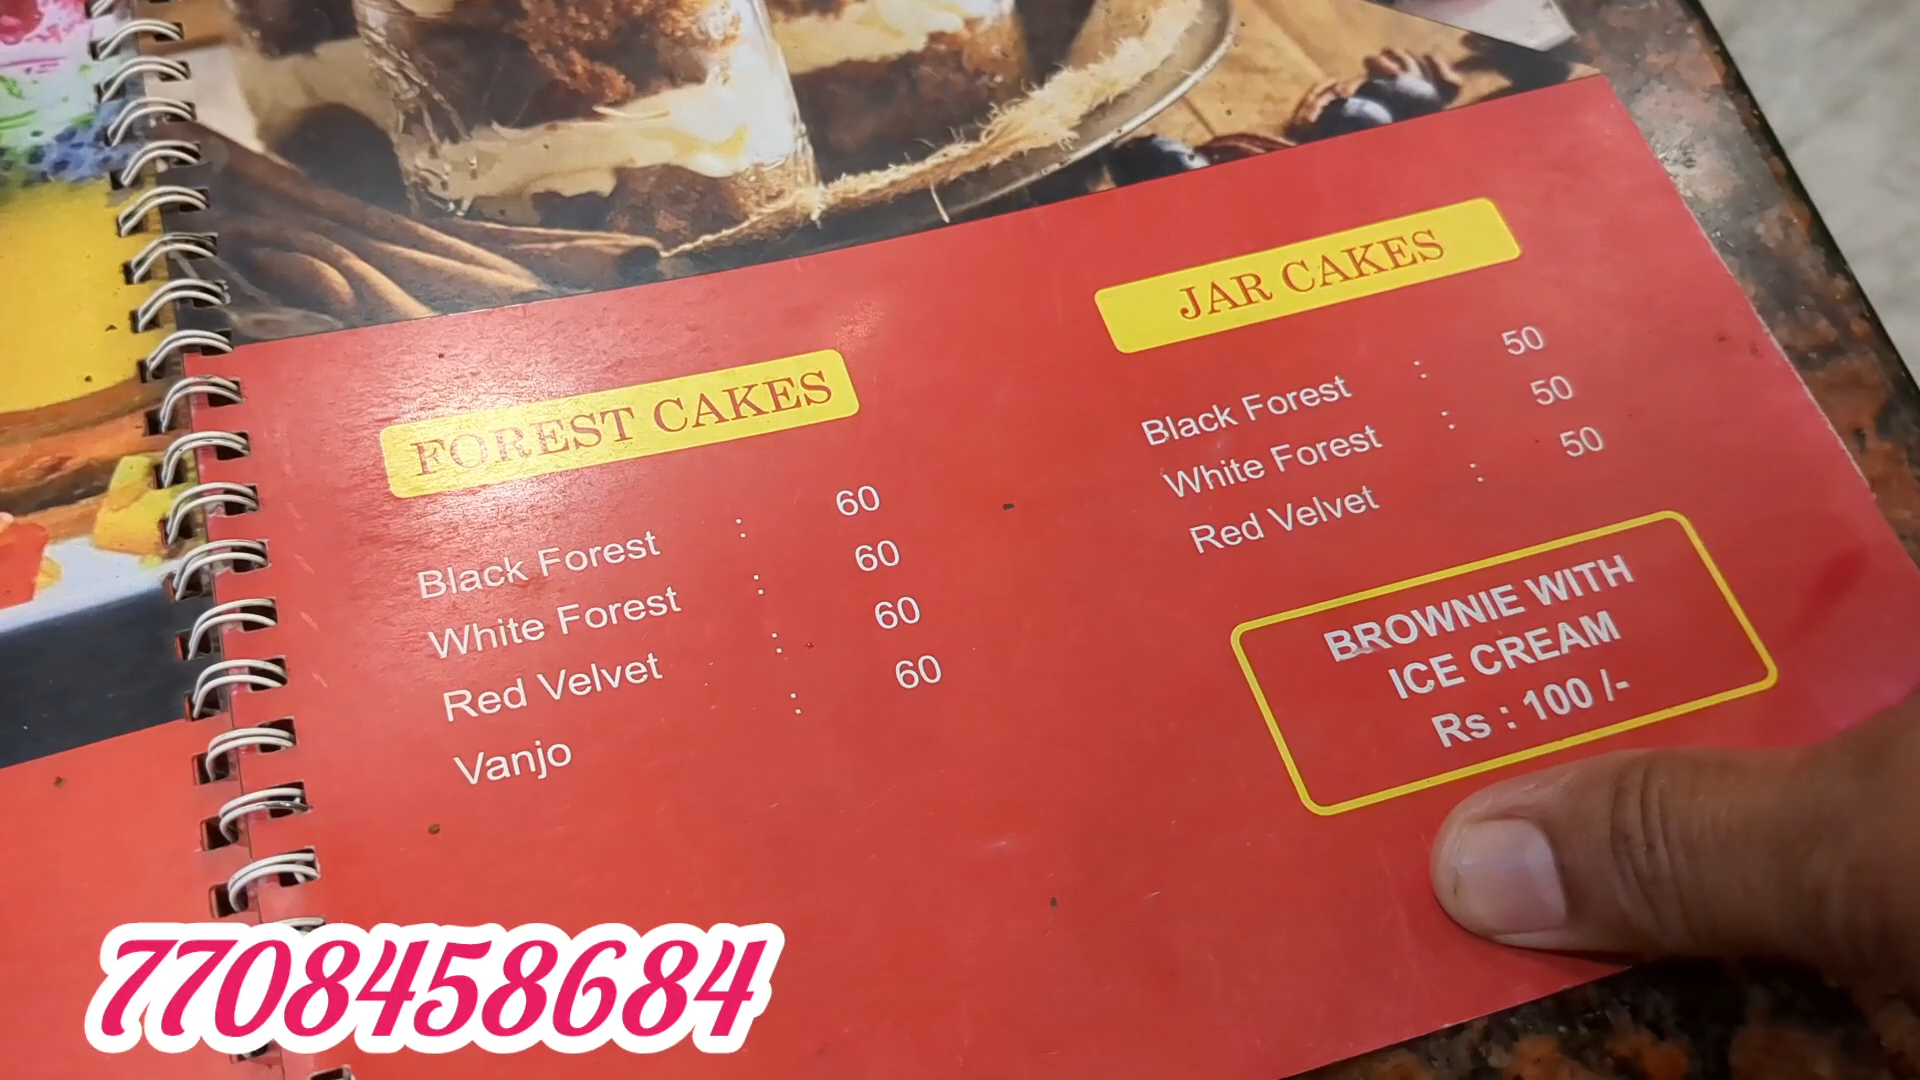 FOREST CAKES
Black Forest : 60
White Forest : 60
Red Velvet : 60
Vanjo : 60
JAR CAKES
Black Forest : 50
White Forest : 50
Red Velvet : 50
BROWNIE WITH
ICE CREAM
Rs : 100 /-
7708458684